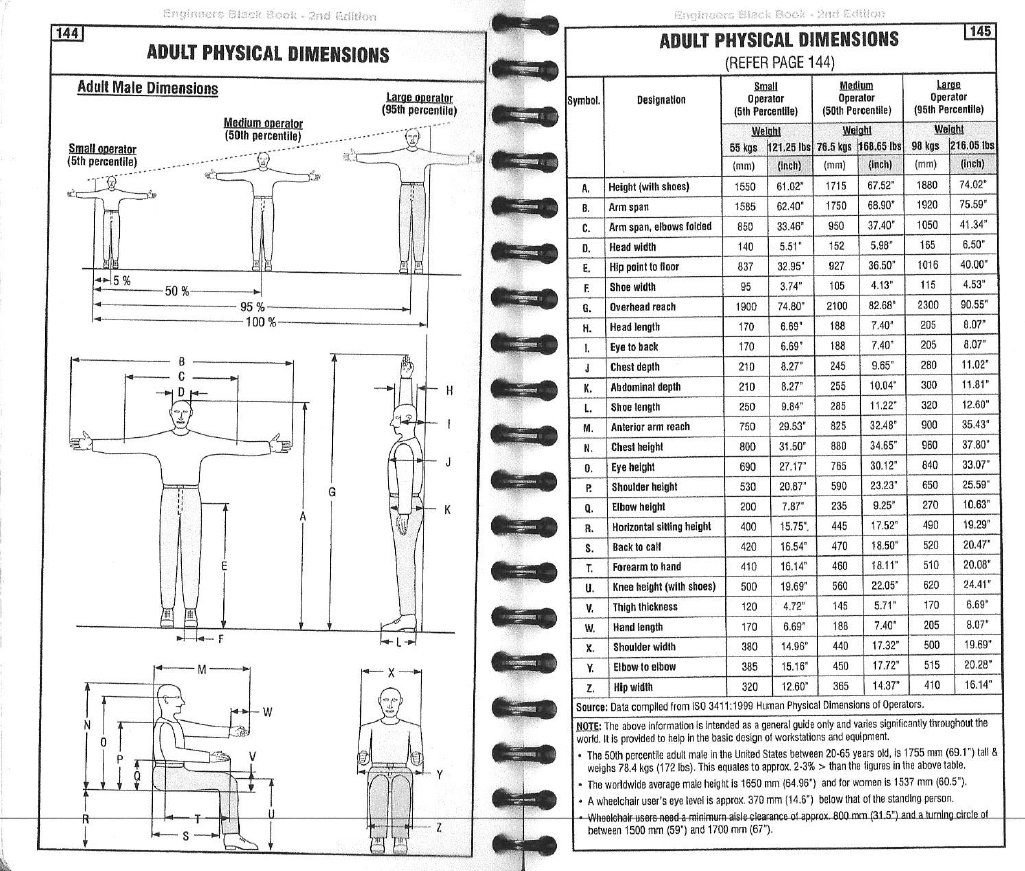 Engineers Black Book - 2nd Edition
144
ADULT PHYSICAL DIMENSIONS
Adult Male Dimensions
Small operator
(5th percentile)
Medium operator
(50th percentile)
Large operator
(95th percentile)
5 %
50 %
95 %
100 %
B
C
D
H
I
J
K
G
A
E
F
L
M
W
N
O
P
Q
V
R
T
S
U
X
Y
Z
Engineers Black Book - 2nd Edition
145
ADULT PHYSICAL DIMENSIONS
(REFER PAGE 144)
Symbol. Designation Small Operator (5th Percentile) Medium Operator (50th Percentile) Large Operator (95th Percentile)
Weight Weight Weight
55 kgs 121.25 lbs 76.5 kgs 168.65 lbs 98 kgs 216.05 lbs
(mm) (inch) (mm) (inch) (mm) (inch)
A. Height (with shoes) 1550 61.02" 1715 67.52" 1880 74.02"
B. Arm span 1585 62.40" 1750 68.90" 1920 75.59"
C. Arm span, elbows folded 850 33.46" 950 37.40" 1050 41.34"
D. Head width 140 5.51" 152 5.98" 165 6.50"
E. Hip point to floor 837 32.95" 927 36.50" 1016 40.00"
F. Shoe width 95 3.74" 105 4.13" 115 4.53"
G. Overhead reach 1900 74.80" 2100 82.68" 2300 90.55"
H. Head length 170 6.69" 188 7.40" 205 8.07"
I. Eye to back 170 6.69" 188 7.40" 205 8.07"
J Chest depth 210 8.27" 245 9.65" 280 11.02"
K. Abdominal depth 210 8.27" 255 10.04" 300 11.81"
L. Shoe length 250 9.84" 285 11.22" 320 12.60"
M. Anterior arm reach 750 29.53" 825 32.48" 900 35.43"
N. Chest height 800 31.50" 880 34.65" 960 37.80"
O. Eye height 690 27.17" 765 30.12" 840 33.07"
P. Shoulder height 530 20.87" 590 23.23" 650 25.59"
Q. Elbow height 200 7.87" 235 9.25" 270 10.63"
R. Horizontal sitting height 400 15.75" 445 17.52" 490 19.29"
S. Back to calf 420 16.54" 470 18.50" 520 20.47"
T. Forearm to hand 410 16.14" 460 18.11" 510 20.08"
U. Knee height (with shoes) 500 19.69" 560 22.05" 620 24.41"
V. Thigh thickness 120 4.72" 145 5.71" 170 6.69"
W. Hand length 170 6.69" 188 7.40" 205 8.07"
X. Shoulder width 380 14.96" 440 17.32" 500 19.69"
Y. Elbow to elbow 385 15.16" 450 17.72" 515 20.28"
Z. Hip width 320 12.60" 365 14.37" 410 16.14"
Source: Data compiled from ISO 3411:1999 Human Physical Dimensions of Operators.
NOTE: The above information is intended as a general guide only and varies significantly throughout the
world. It is provided to help in the basic design of workstations and equipment.
• The 50th percentile adult male in the United States between 20-65 years old, is 1755 mm (69.1") tall &
weighs 78.4 kgs (172 lbs). This equates to approx. 2-3% > than the figures in the above table.
• The worldwide average male height is 1650 mm (64.96") and for women is 1537 mm (60.5").
• A wheelchair user's eye level is approx. 370 mm (14.6") below that of the standing person.
• Wheelchair users need a minimum aisle clearance of approx. 800 mm (31.5") and a turning circle of
between 1500 mm (59") and 1700 mm (67").